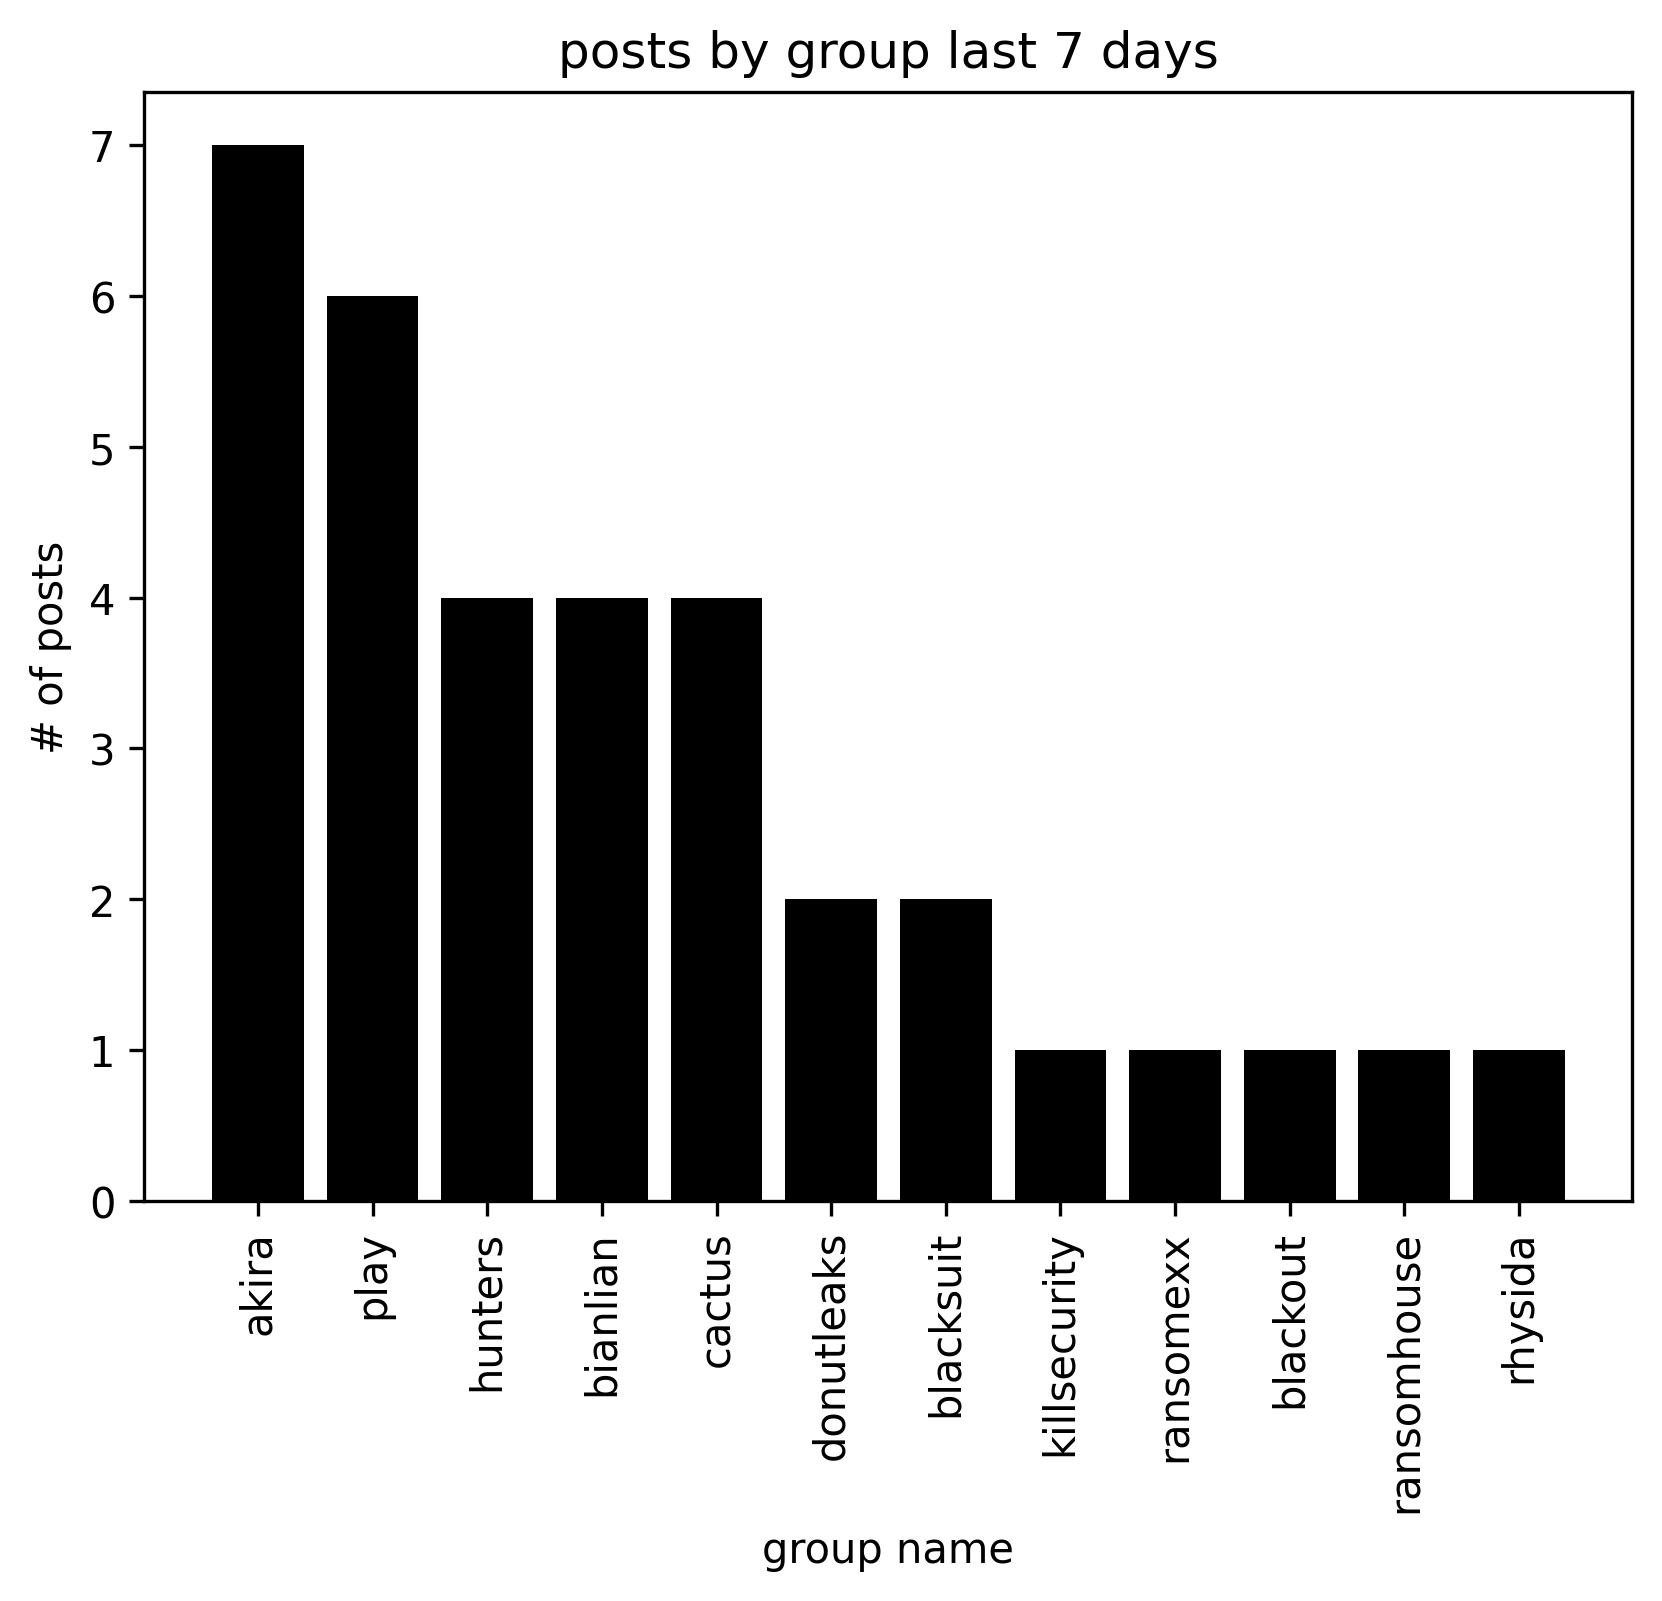 posts by group last 7 days
# of posts
7
6
5
4
3
2
1
0
akira
play
hunters
bianlian
cactus
donutleaks
blacksuit
killsecurity
ransomexx
blackout
ransomhouse
rhysida
group name